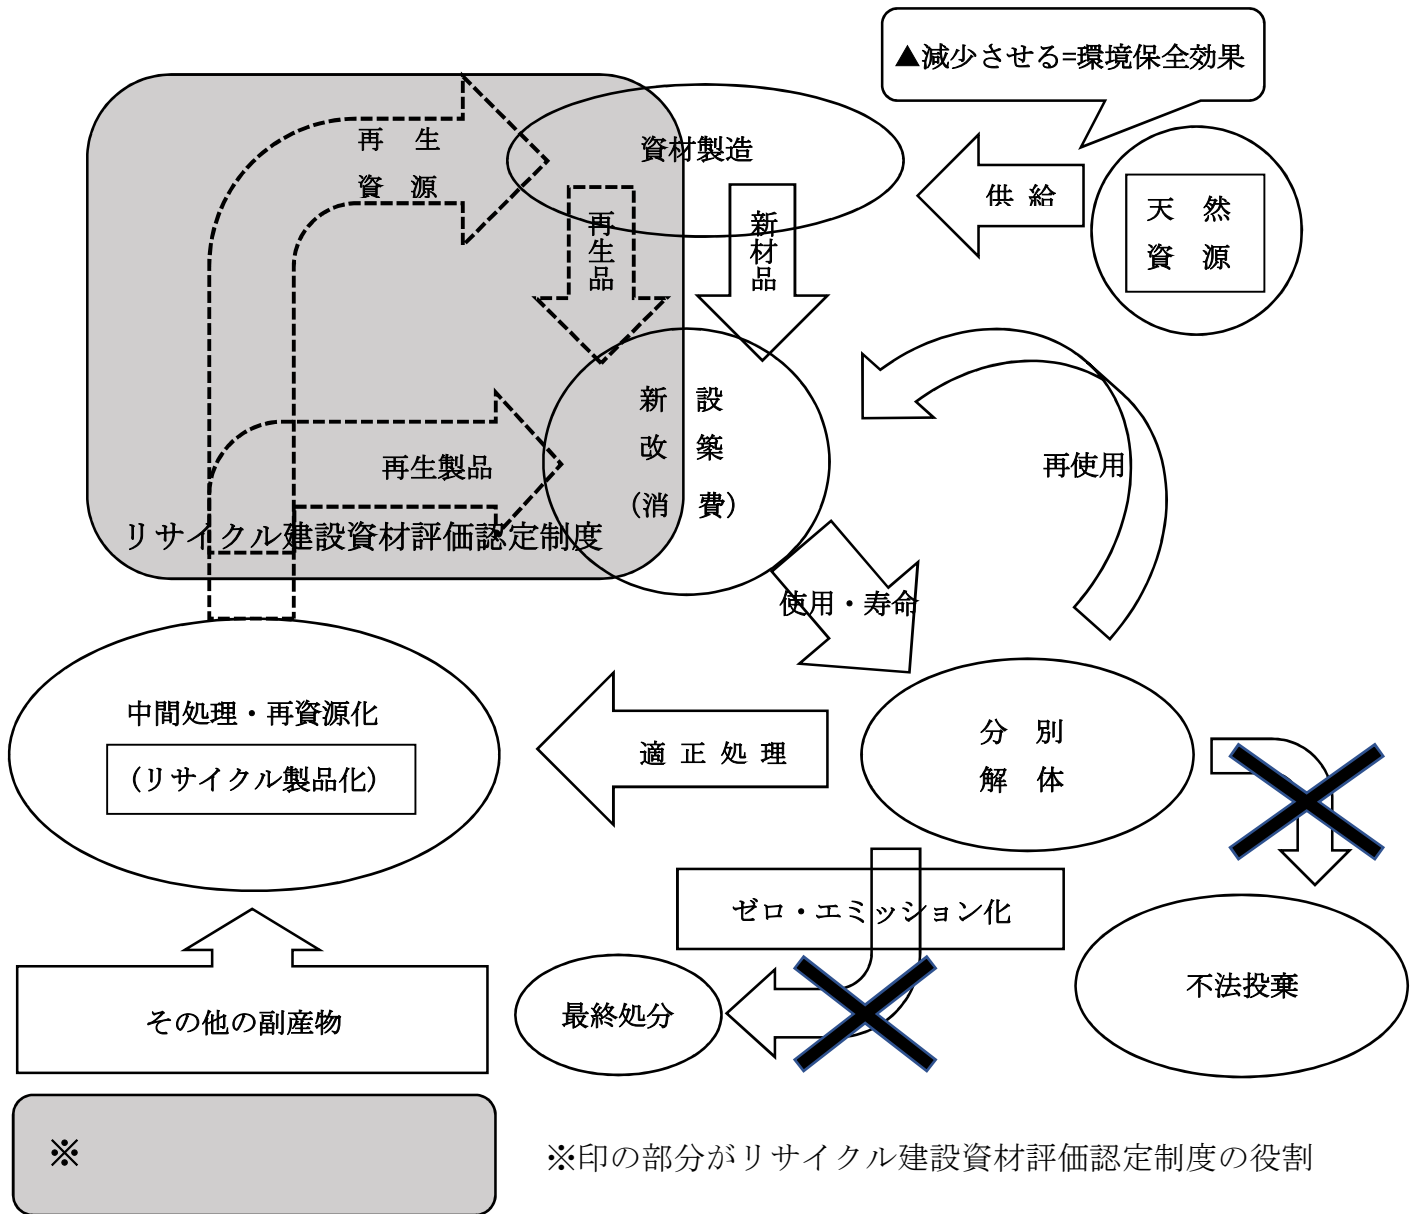 ▲減少させる=環境保全効果
再 生
資 源
資材製造
供 給
天 然
資 源
再生品
新材品
新 設
改 築
(消 費)
再生製品
再使用
リサイクル建設資材評価認定制度
使用・寿命
中間処理・再資源化
(リサイクル製品化)
適 正 処 理
分 別
解 体
ゼロ・エミッション化
最終処分
不法投棄
その他の副産物
※
※印の部分がリサイクル建設資材評価認定制度の役割